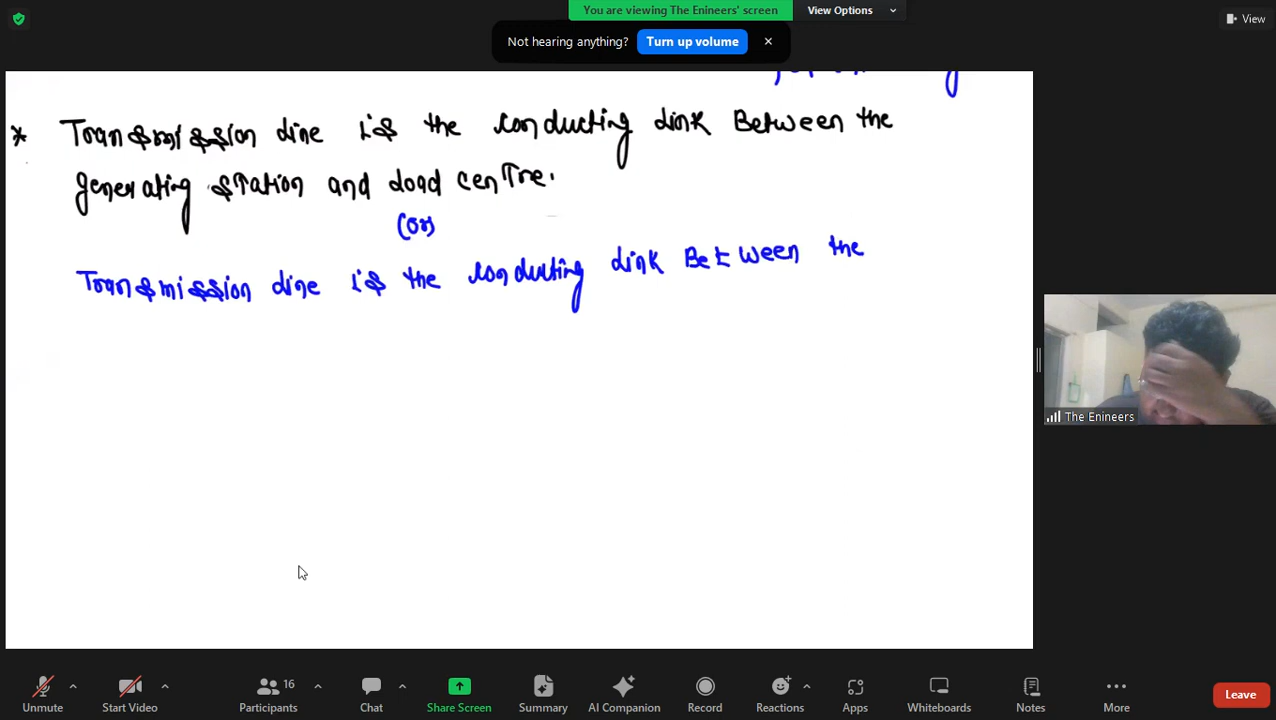 You are viewing The Enineers' screen
View Options
View
Not hearing anything?
Turn up volume
* Transmission Line is the conducting Link Between the
generating station and Load centre.
(or)
Transmission Line is the conducting Link Between the
The Enineers
Unmute
Start Video
Participants
16
Chat
Share Screen
Summary
AI Companion
Record
Reactions
Apps
Whiteboards
Notes
More
Leave